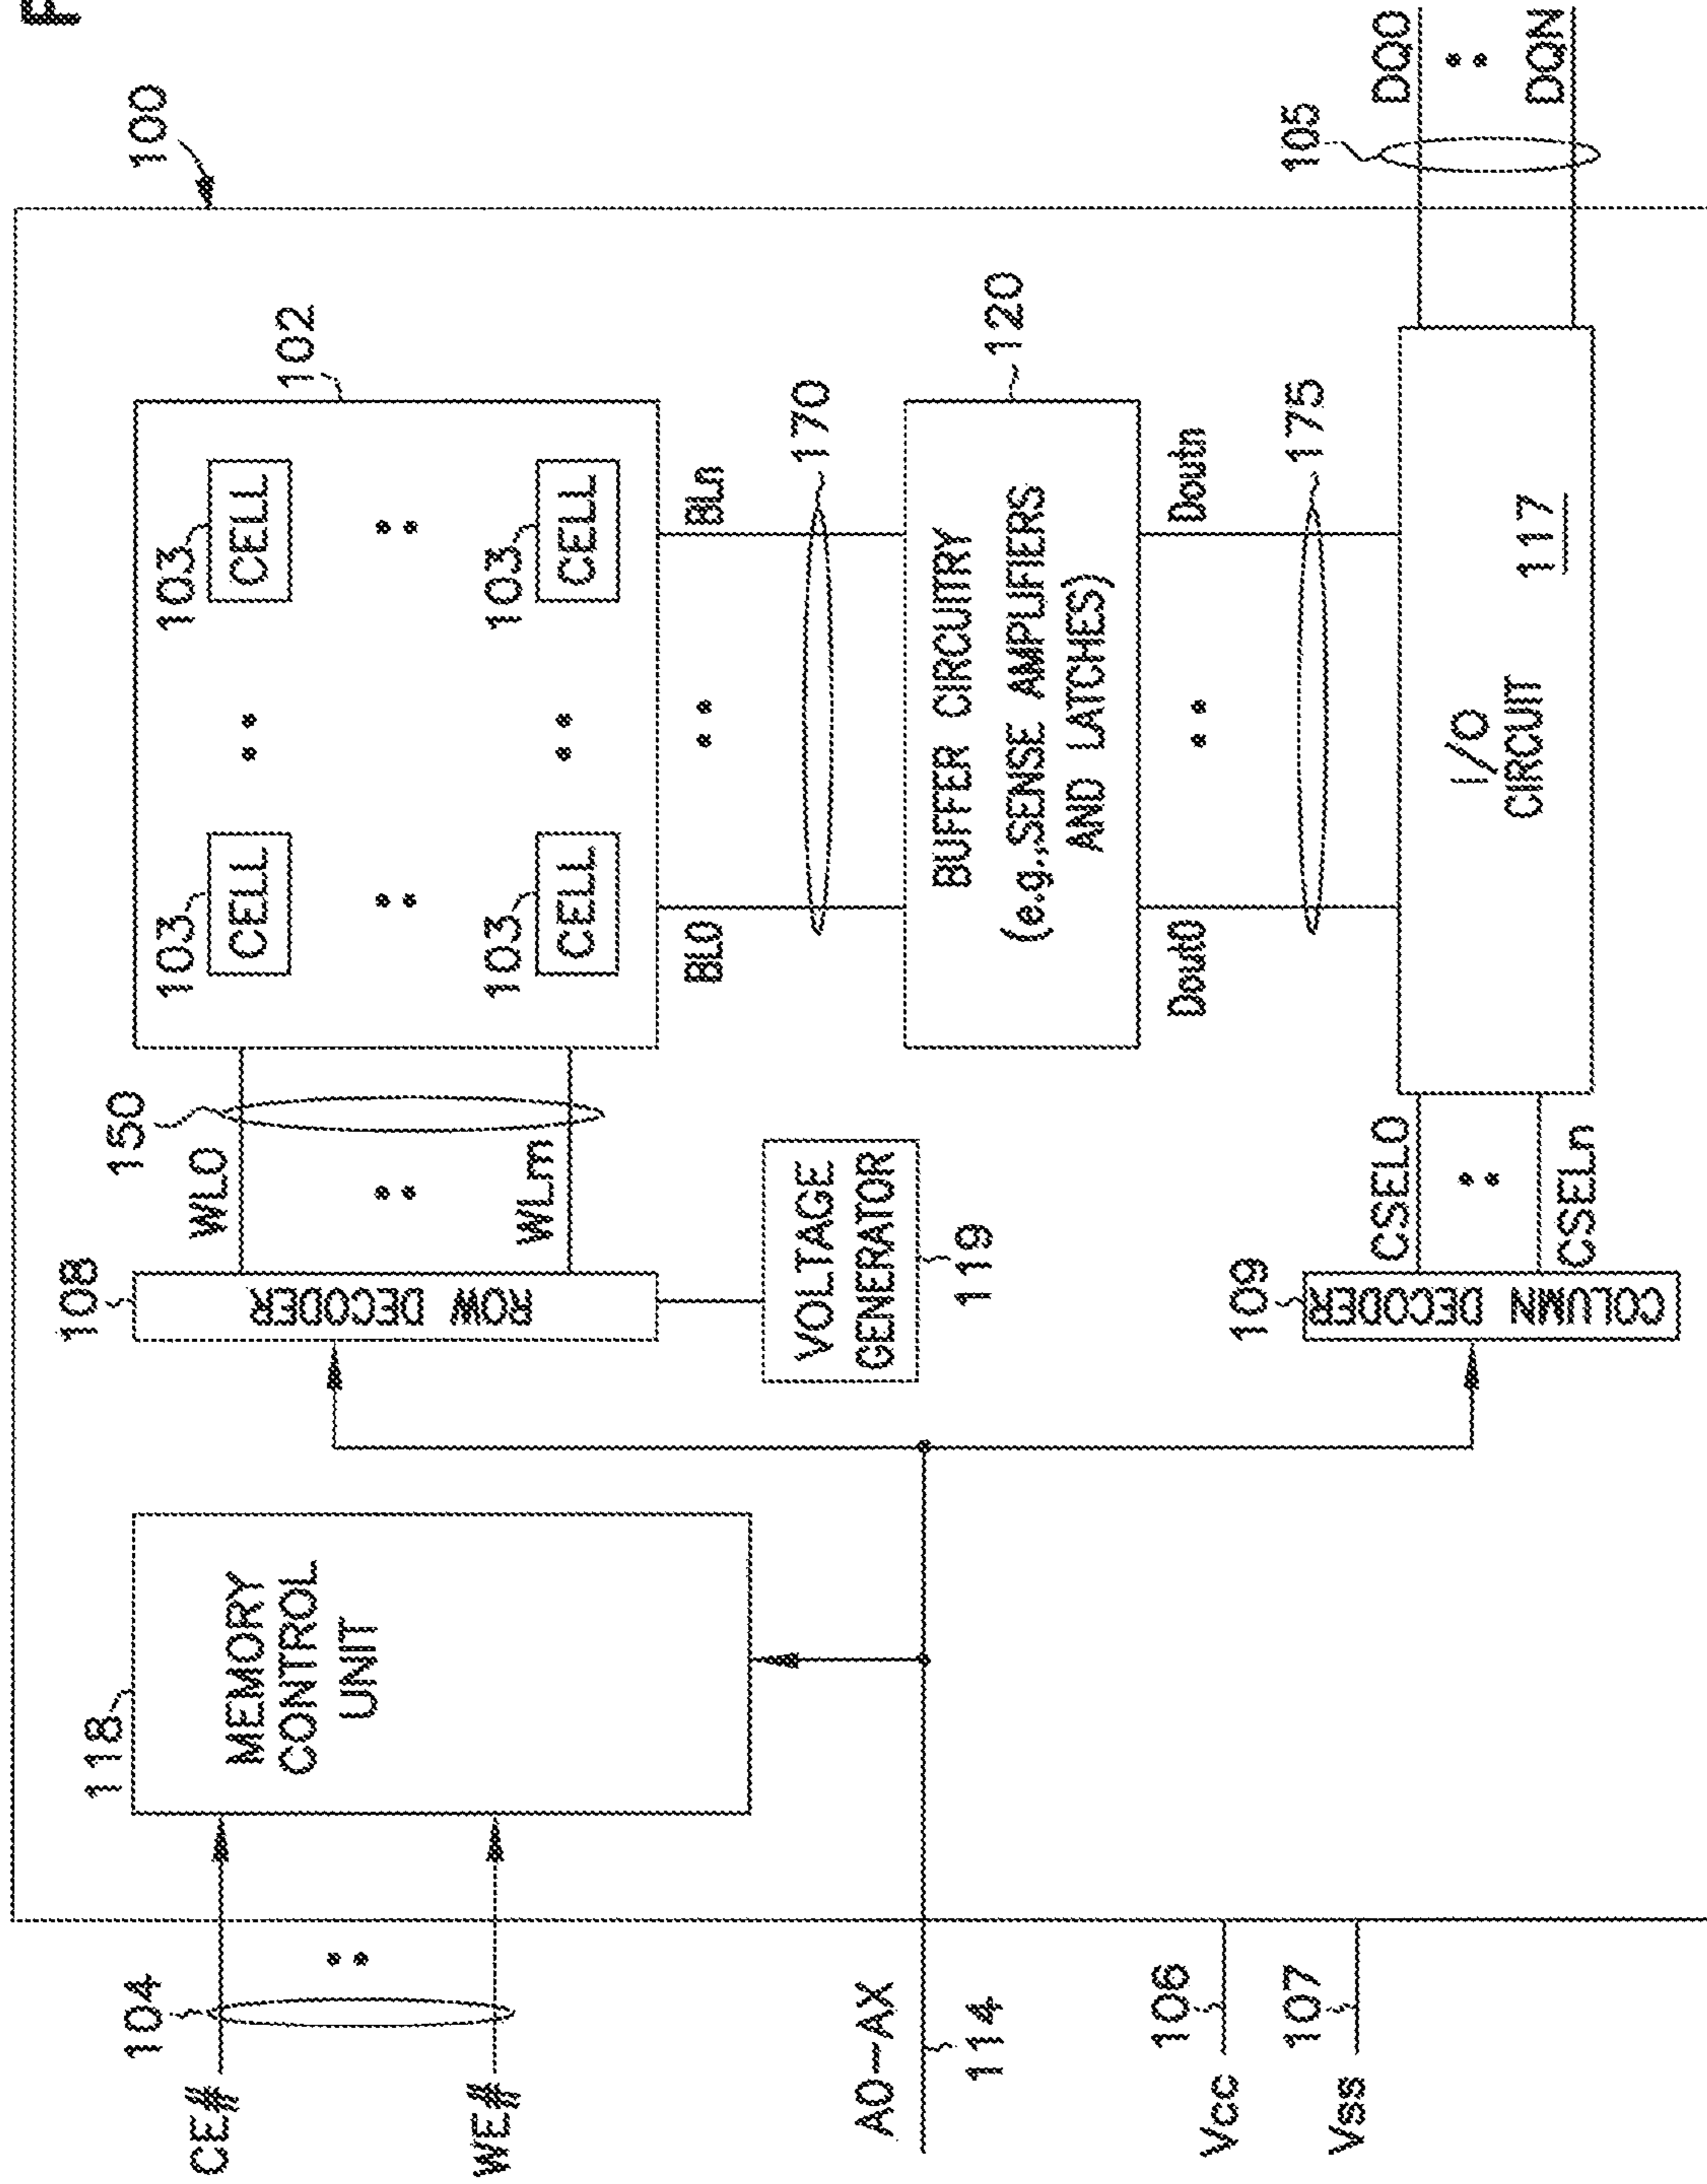 F
100
102
103
CELL
103
CELL
103
CELL
103
CELL
150
WL0
WLm
108
ROW DECODER
118
MEMORY
CONTROL
UNIT
104
CE#
WE#
BL0
BLn
170
VOLTAGE
GENERATOR
119
BUFFER CIRCUITRY
(e.g.,SENSE AMPLIFIERS
AND LATCHES)
120
A0-AX
114
Dout0
Doutn
175
106
Vcc
107
Vss
109
COLUMN DECODER
CSEL0
CSELn
I/O
CIRCUIT
117
105
DQ0
DQN